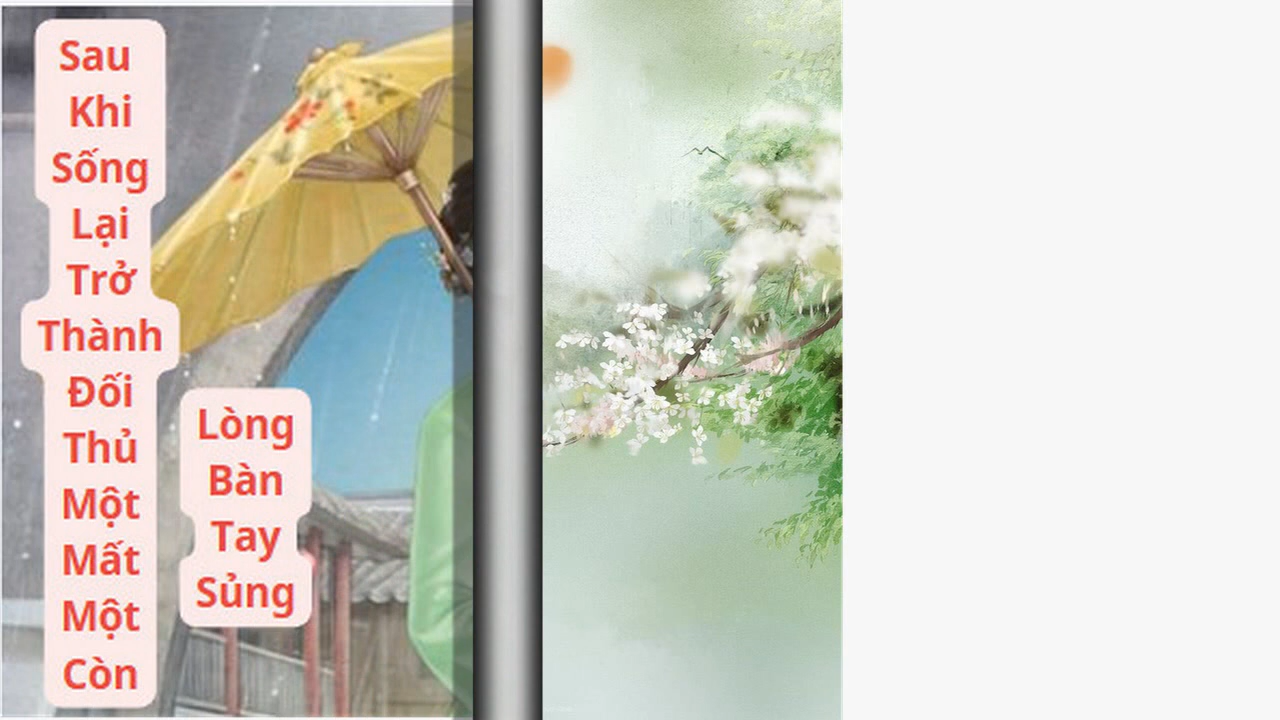 Sau
Khi
Sống
Lại
Trở
Thành
Đối
Thủ
Một
Mất
Một
Còn
Lòng
Bàn
Tay
Sủng